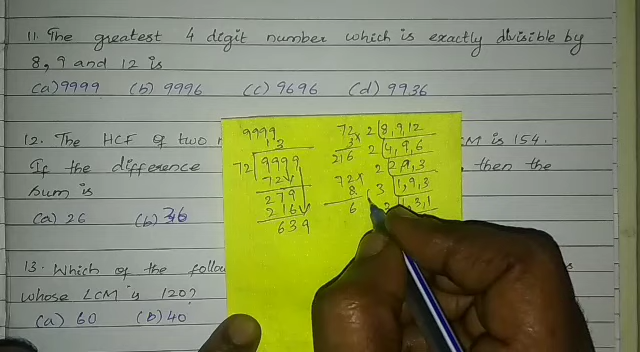 11. The greatest 4 digit number which is exactly divisible by
8, 9 and 12 is
(a) 9999 (b) 9996 (c) 9696 (d) 9936
12. The HCF of two M is 154.
If the difference then the
sum is
(a) 26 (b) 36
13. Which of the follow s
whose LCM is 120?
(a) 60 (b) 40
9999
13
72 9999
72
279
216
639
72 x
3
216
72 x
8
6
2 8, 9, 12
2 4, 9, 6
2 2, 9, 3
3 1, 9, 3
1, 3, 1